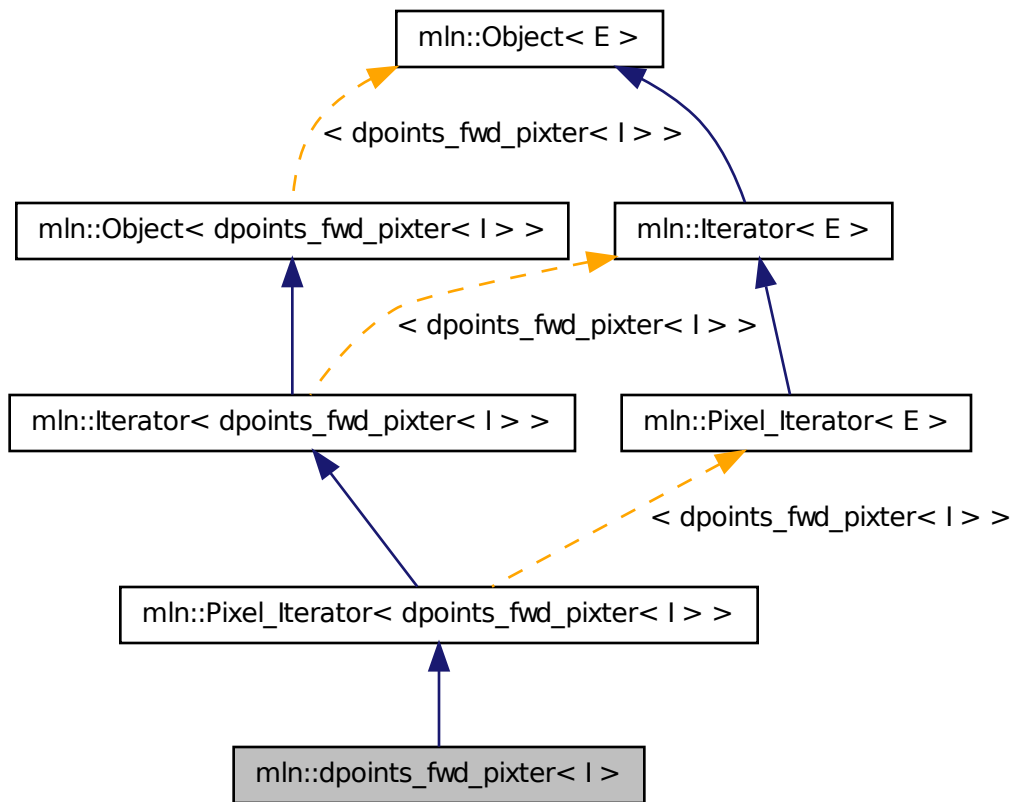 mln::Object< E >
< dpoints_fwd_pixter< I > >
mln::Object< dpoints_fwd_pixter< I > >
mln::Iterator< E >
< dpoints_fwd_pixter< I > >
mln::Iterator< dpoints_fwd_pixter< I > >
mln::Pixel_Iterator< E >
< dpoints_fwd_pixter< I > >
mln::Pixel_Iterator< dpoints_fwd_pixter< I > >
mln::dpoints_fwd_pixter< I >